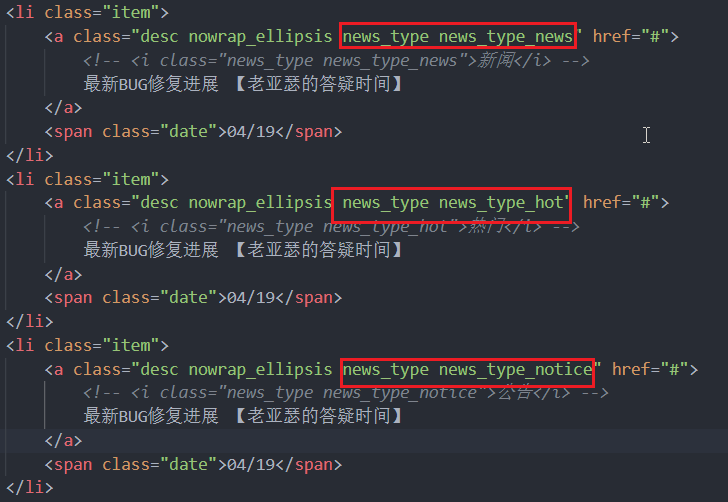 <li class="item">
<a class="desc nowrap_ellipsis news_type news_type_news" href="#">
<!-- <i class="news_type news_type_news">新闻</i> -->
最新BUG修复进展 【老亚瑟的答疑时间】
</a>
<span class="date">04/19</span>
</li>
<li class="item">
<a class="desc nowrap_ellipsis news_type news_type_hot" href="#">
<!-- <i class="news_type news_type_hot">热门</i> -->
最新BUG修复进展 【老亚瑟的答疑时间】
</a>
<span class="date">04/19</span>
</li>
<li class="item">
<a class="desc nowrap_ellipsis news_type news_type_notice" href="#">
<!-- <i class="news_type news_type_notice">公告</i> -->
最新BUG修复进展 【老亚瑟的答疑时间】
</a>
<span class="date">04/19</span>
</li>